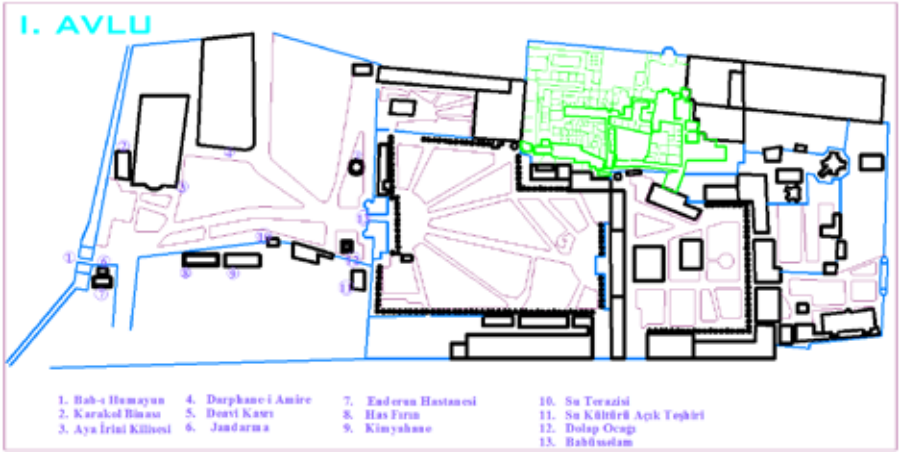 I. AVLU
1. Bab-ı Humayun
2. Karakol Binası
3. Aya İrini Kilisesi
4. Darphane-i Amire
5. Deavi Kasrı
6. Jandarma
7. Enderun Hastanesi
8. Has Fırın
9. Kimyahane
10. Su Terazisi
11. Su Kültürü Açık Teşhiri
12. Dolap Ocağı
13. Babüsselam